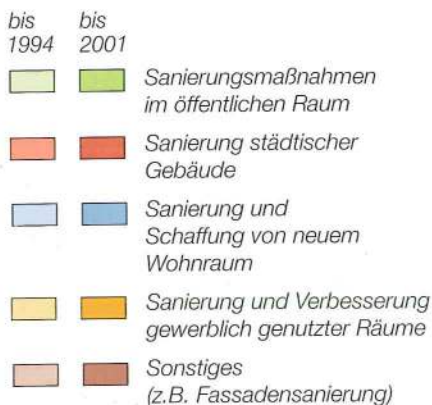 bis bis
1994 2001
Sanierungsmaßnahmen
im öffentlichen Raum
Sanierung städtischer
Gebäude
Sanierung und
Schaffung von neuem
Wohnraum
Sanierung und Verbesserung
gewerblich genutzter Räume
Sonstiges
(z.B. Fassadensanierung)